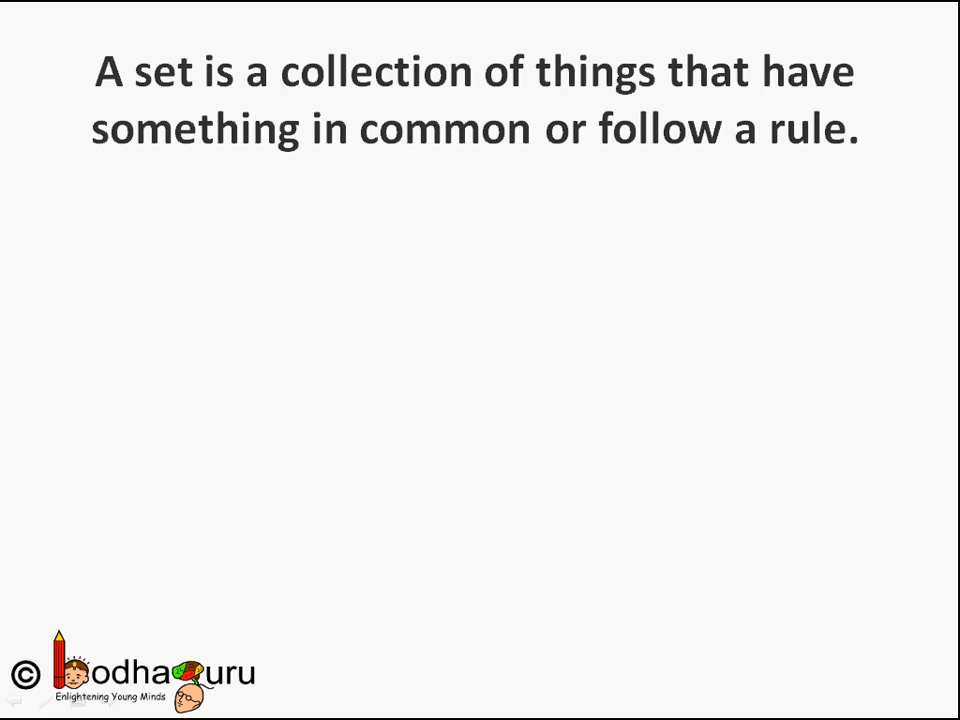 A set is a collection of things that have
something in common or follow a rule.
© bodhaguru
Enlightening Young Minds